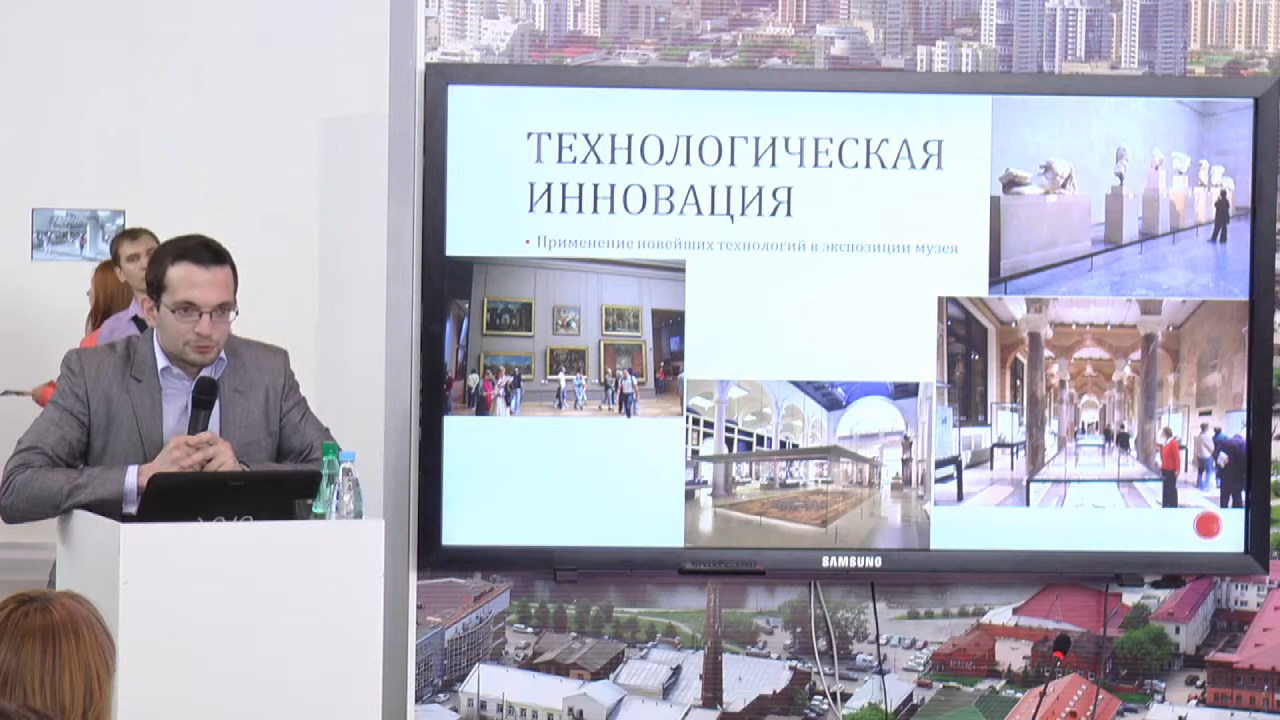 ТЕХНОЛОГИЧЕСКАЯ
ИННОВАЦИЯ
Применение новейших технологий в экспозиции музея
SAMSUNG